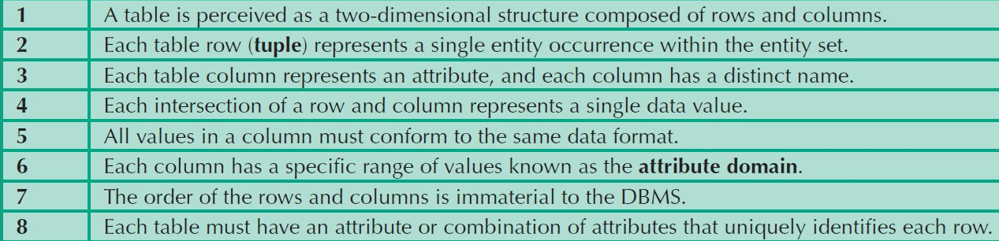 1 A table is perceived as a two-dimensional structure composed of rows and columns.
2 Each table row (tuple) represents a single entity occurrence within the entity set.
3 Each table column represents an attribute, and each column has a distinct name.
4 Each intersection of a row and column represents a single data value.
5 All values in a column must conform to the same data format.
6 Each column has a specific range of values known as the attribute domain.
7 The order of the rows and columns is immaterial to the DBMS.
8 Each table must have an attribute or combination of attributes that uniquely identifies each row.